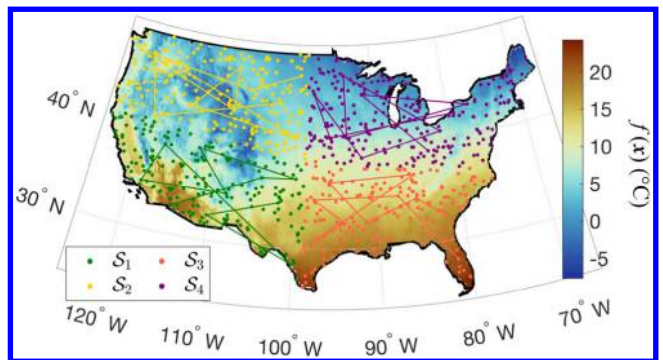 40° N
30° N
120° W
110° W
100° W
90° W
80° W
70° W
S₁ S₃
S₂ S₄
20
15
10
5
0
-5
f(x) (°C)